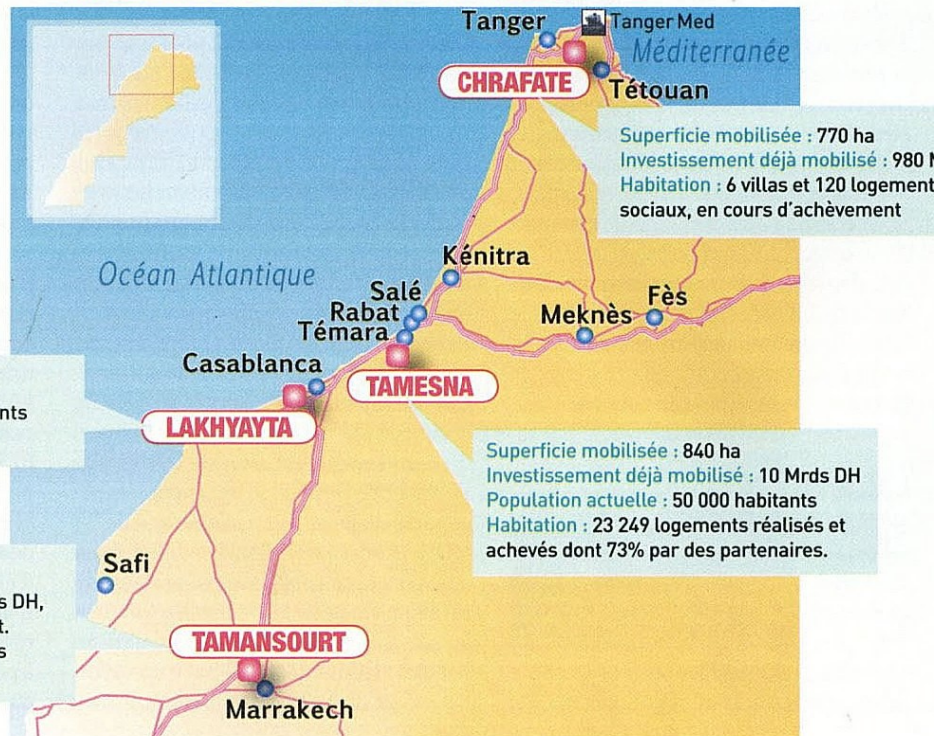 Tanger
Tanger Med
Méditerranée
CHRAFATE
Tétouan
Superficie mobilisée : 770 ha
Investissement déjà mobilisé : 980 M
Habitation : 6 villas et 120 logement
sociaux, en cours d'achèvement
Océan Atlantique
Kénitra
Salé
Rabat
Témara
Meknès
Fès
Casablanca
TAMESNA
nts
LAKHYAYTA
Superficie mobilisée : 840 ha
Investissement déjà mobilisé : 10 Mrds DH
Population actuelle : 50 000 habitants
Habitation : 23 249 logements réalisés et
achevés dont 73% par des partenaires.
Safi
s DH,
t.
s
TAMANSOURT
Marrakech